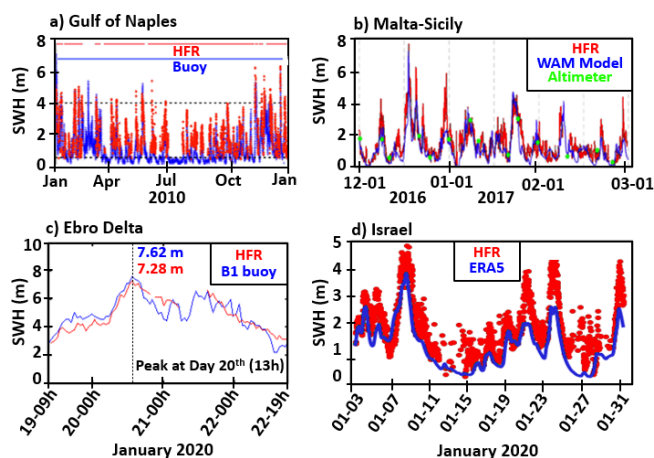 a) Gulf of Naples
SWH (m)
8
6
4
2
0
HFR
Buoy
Jan
Apr
Jul
Oct
Jan
2010
b) Malta-Sicily
SWH (m)
8
6
4
2
0
HFR
WAM Model
Altimeter
12-01
01-01
02-01
03-01
2016
2017
c) Ebro Delta
SWH (m)
10
8
6
4
2
0
7.62 m
7.28 m
HFR
B1 buoy
Peak at Day 20th (13h)
19-09h
20-00h
21-00h
22-00h
22-19h
January 2020
d) Israel
SWH (m)
5
4
3
2
1
0
HFR
ERA5
01-03
01-07
01-12
01-15
01-19
01-23
01-27
01-31
January 2020